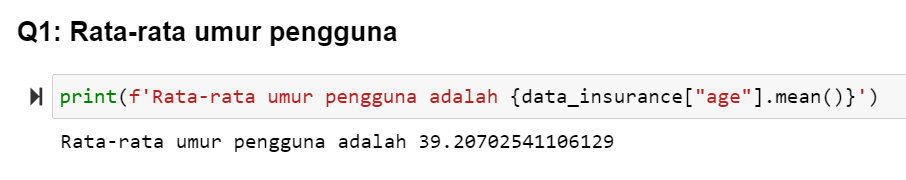 Q1: Rata-rata umur pengguna
print(f'Rata-rata umur pengguna adalah {data_insurance["age"].mean()}')
Rata-rata umur pengguna adalah 39.20702541106129